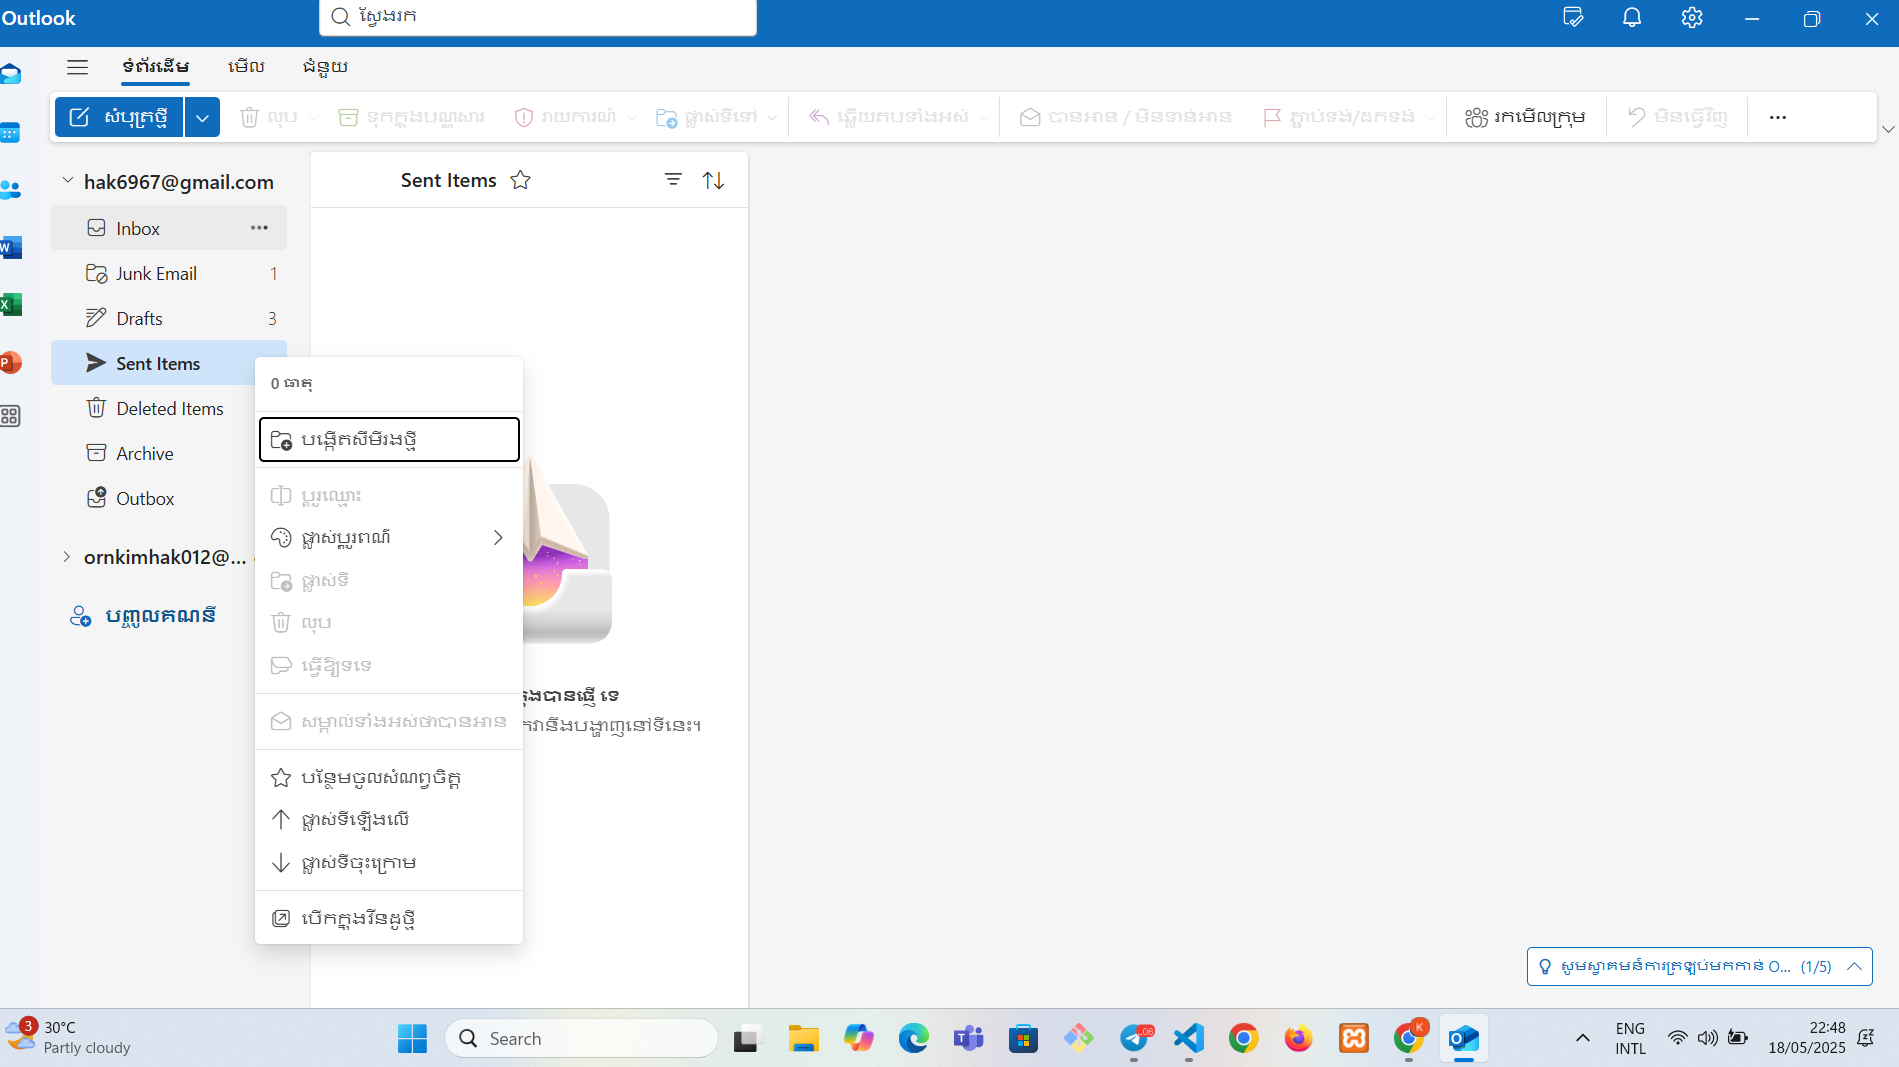 Outlook
ស្វែងរក
ទំព័រដើម
មើល
ជំនួយ
សំបុត្រថ្មី
លុប
ទុកក្នុងបណ្ណសារ
រាយការណ៍
ផ្លាស់ទីទៅ
ឆ្លើយតបទាំងអស់
បានអាន / មិនទាន់អាន
ភ្ជាប់ទង់/ដកទង់
រកមើលក្រុម
មិនធ្វើវិញ
hak6967@gmail.com
Inbox
Junk Email 1
Drafts 3
Sent Items
Deleted Items
Archive
Outbox
ornkimhak012@...
បញ្ចូលគណនី
Sent Items
0 ធាតុ
បង្កើតសឺមីរងថ្មី
ប្ដូរឈ្មោះ
ផ្លាស់ប្ដូរពណ៌
ផ្លាស់ទី
លុប
ធ្វើឱ្យទទេ
សម្គាល់ទាំងអស់ថាបានអាន
បន្ថែមចូលសំណព្វចិត្ត
ផ្លាស់ទីឡើងលើ
ផ្លាស់ទីចុះក្រោម
បើកក្នុងវីនដូថ្មី
បានផ្ញើ ទេ
វានឹងបង្ហាញនៅទីនេះ។
សូមស្វាគមន៍ការត្រឡប់មកកាន់ O... (1/5)
3
30°C
Partly cloudy
Search
.06
K
ENG
INTL
22:48
18/05/2025